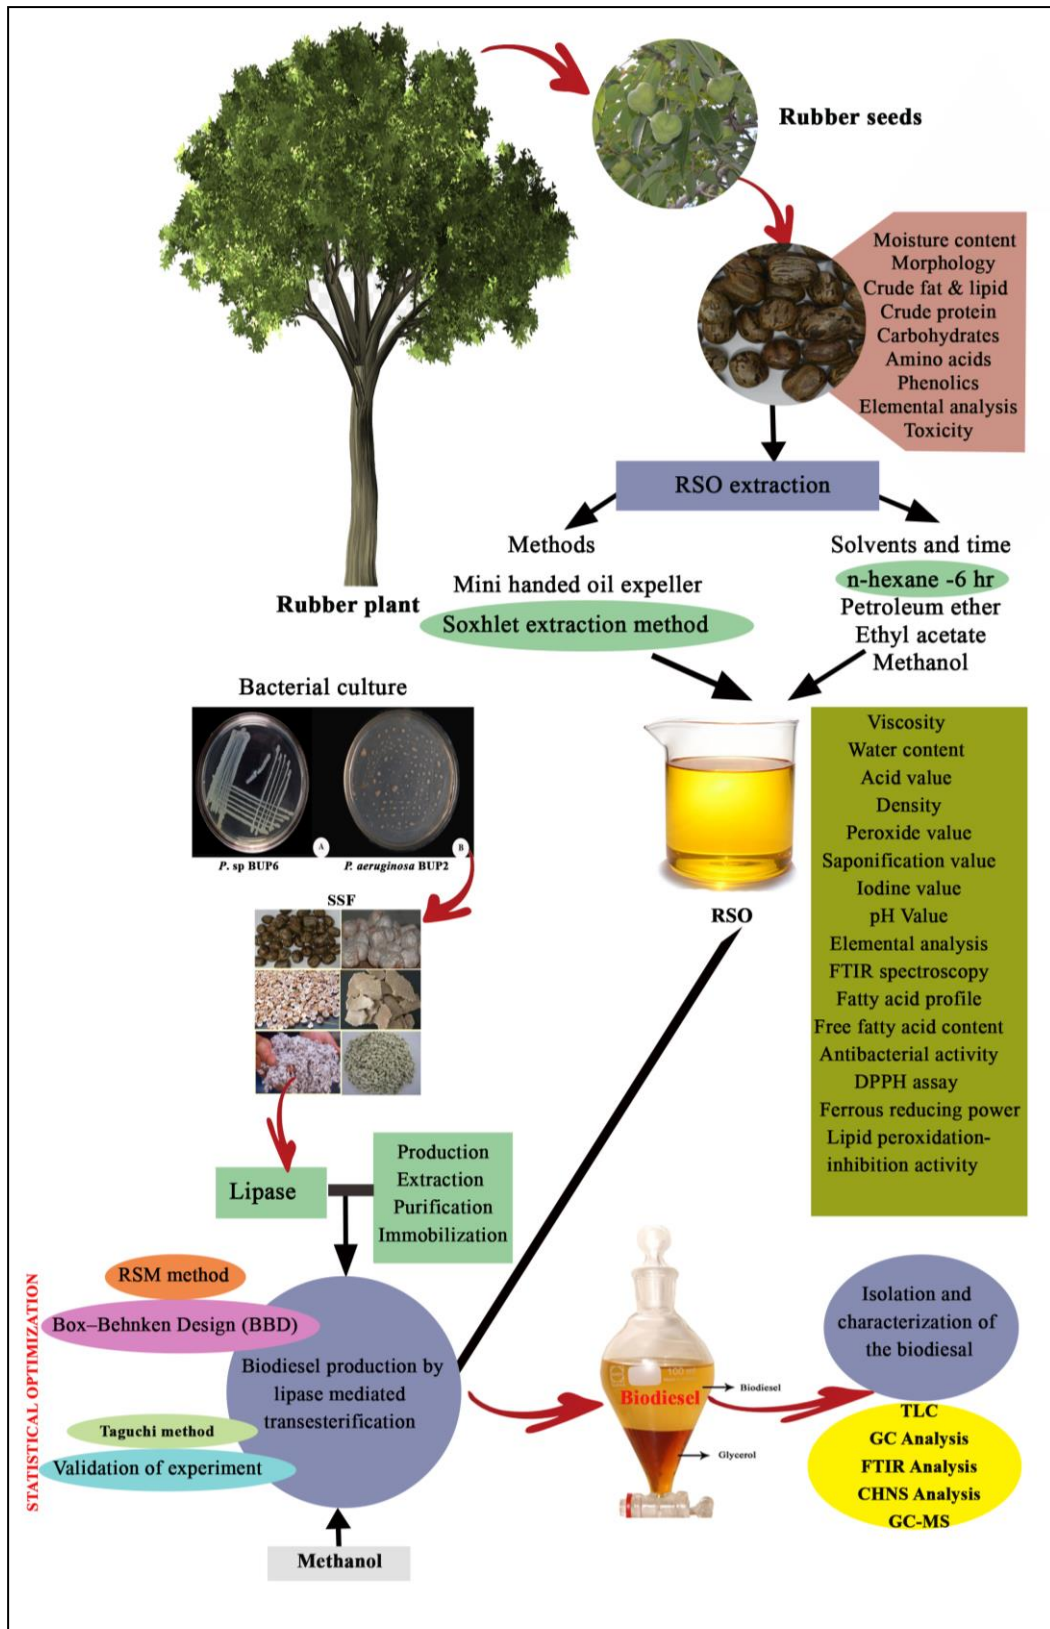 Rubber seeds
Moisture content
Morphology
Crude fat & lipid
Crude protein
Carbohydrates
Amino acids
Phenolics
Elemental analysis
Toxicity
Rubber plant
RSO extraction
Methods
Mini handed oil expeller
Soxhlet extraction method
Solvents and time
n-hexane -6 hr
Petroleum ether
Ethyl acetate
Methanol
Bacterial culture
A
B
P. sp BUP6
P. aeruginosa BUP2
SSF
RSO
Viscosity
Water content
Acid value
Density
Peroxide value
Saponification value
Iodine value
pH Value
Elemental analysis
FTIR spectroscopy
Fatty acid profile
Free fatty acid content
Antibacterial activity
DPPH assay
Ferrous reducing power
Lipid peroxidation-
inhibition activity
Lipase
Production
Extraction
Purification
Immobilization
STATISTICAL OPTIMIZATION
RSM method
Box–Behnken Design (BBD)
Taguchi method
Validation of experiment
Biodiesel production by
lipase mediated
transesterification
Methanol
100 ml
Biodiesel
Biodiesel
Glycerol
Isolation and
characterization of
the biodiesal
TLC
GC Analysis
FTIR Analysis
CHNS Analysis
GC-MS